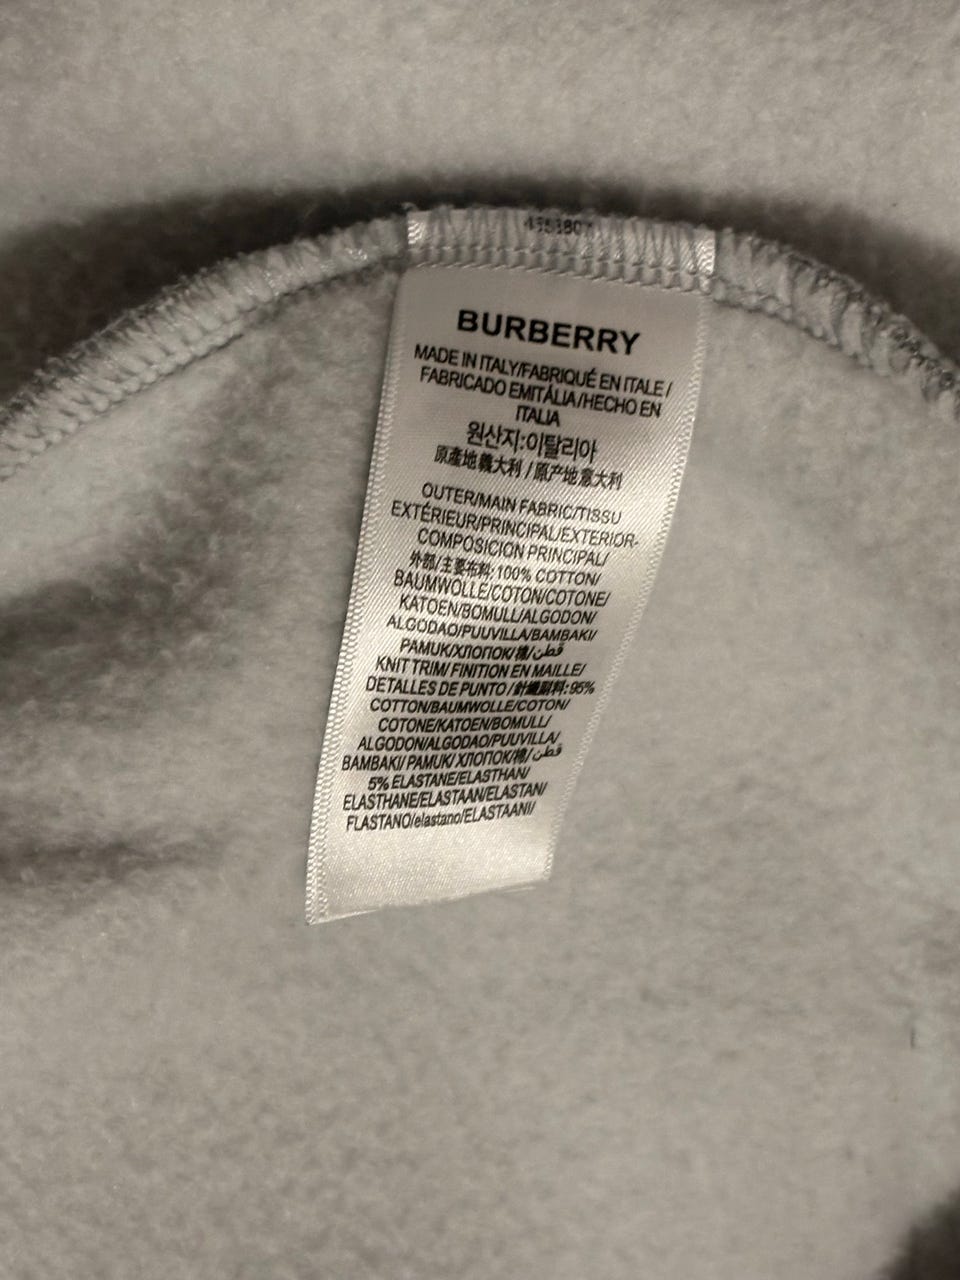 BURBERRY
MADE IN ITALY/FABRIQUÉ EN ITALE /
FABRICADO EMITÁLIA/HECHO EN
ITALIA
원산지:이탈리아
原產地義大利 / 原产地意大利
OUTER/MAIN FABRIC/TISSU
EXTÉRIEUR/PRINCIPAL/EXTERIOR-
COMPOSICION PRINCIPAL/
外部/主要布料: 100% COTTON/
BAUMWOLLE/COTON/COTONE/
KATOEN/BOMULL/ALGODON/
ALGODAO/PUUVILLA/BAMBAKI/
PAMUK/ХЛОПОК/棉/قطن
KNIT TRIM/ FINITION EN MAILLE/
DETALLES DE PUNTO /針織副料: 95%
COTTON/BAUMWOLLE/COTON/
COTONE/KATOEN/BOMULL/
ALGODON/ALGODAO/PUUVILLA/
BAMBAKI/ PAMUK/ ХЛОПОК/棉/قطن
5% ELASTANE/ELASTHAN/
ELASTHANE/ELASTAAN/ELASTAN/
FLASTANO/elastano/ELASTAANI/